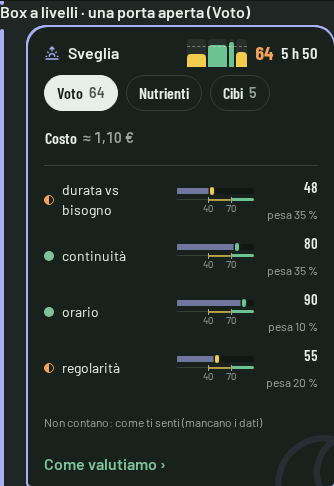 Box a livelli · una porta aperta (Voto)
Sveglia 64 5 h 50
Voto 64 Nutrienti Cibi 5
Costo ≈ 1,10 €
durata vs bisogno 48
40 70 pesa 35 %
continuità 80
40 70 pesa 35 %
orario 90
40 70 pesa 10 %
regolarità 55
40 70 pesa 20 %
Non contano: come ti senti (mancano i dati)
Come valutiamo ›